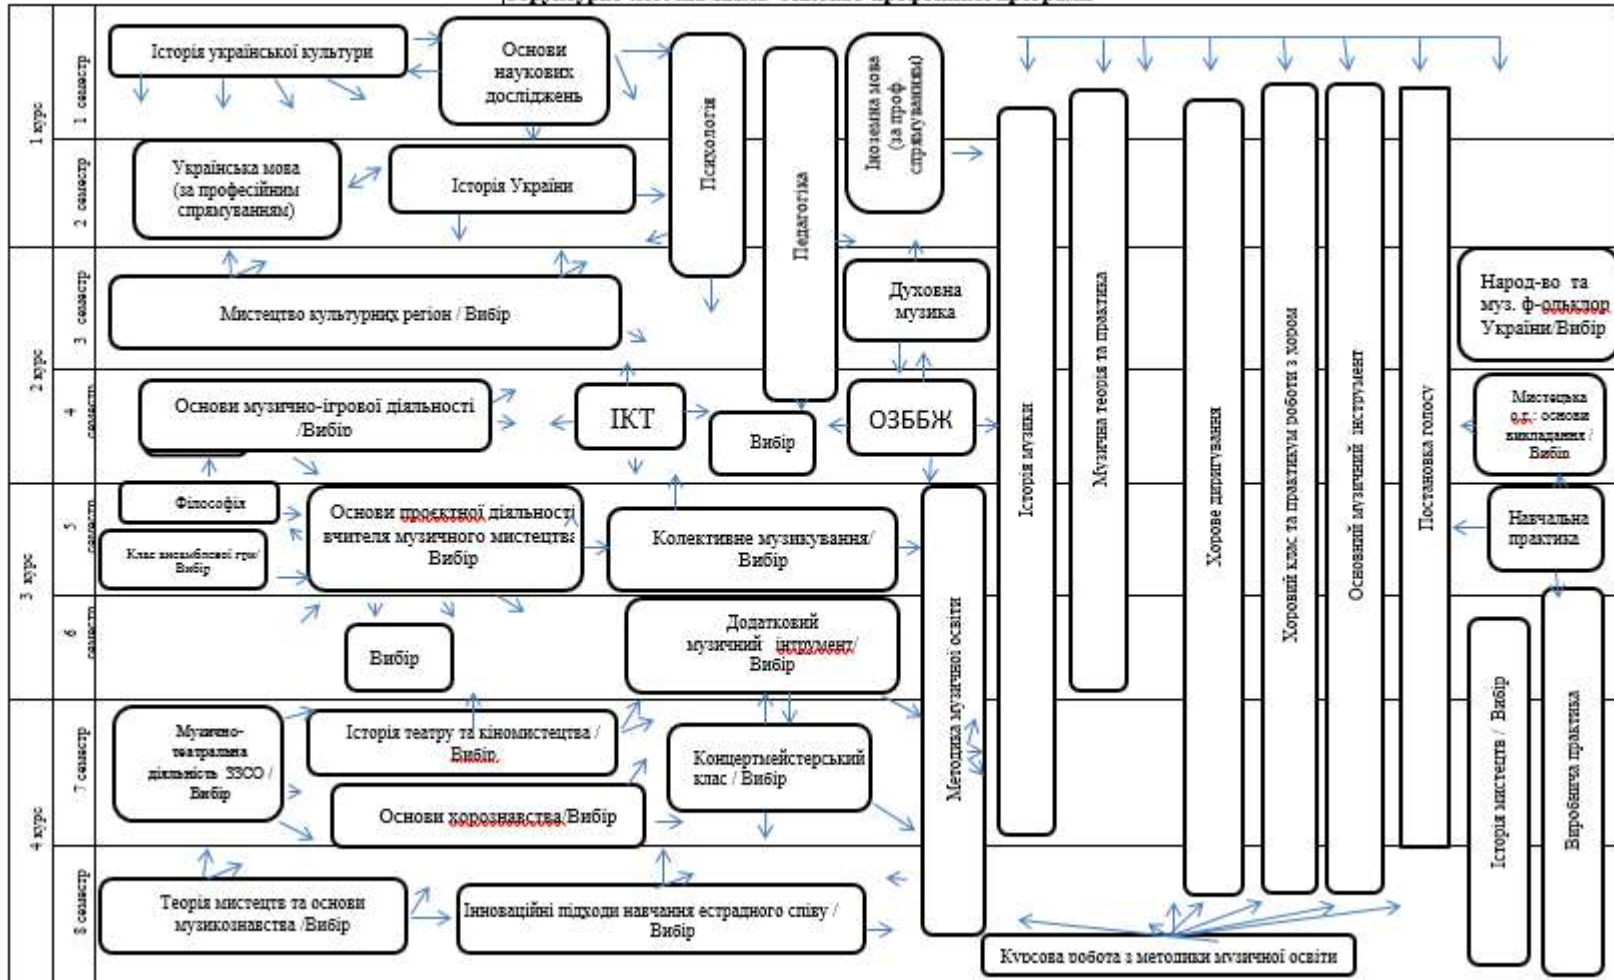 1 курс
1 семестр
2 семестр
2 курс
3 семестр
4
семестр
3 курс
5
семестр
6
семестр
4 курс
7 семестр
8 семестр
Історія української культури
Основи
наукових
досліджень
Українська мова
(за професійним
спрямуванням)
Історія України
Психологія
Педагогіка
Іноземна мова
(за проф.
спрямуванням)
Мистецтво культурних регіон / Вибір
Духовна
музика
Основи музично-ігрової діяльності
/Вибір
ІКТ
Вибір
ОЗББЖ
Філософія
Клас ансамблевої гри/
Вибір
Основи проєктної діяльності
вчителя музичного мистецтва
Вибір
Колективне музикування/
Вибір
Вибір
Додатковий
музичний інтрумент/
Вибір
Музично-
театральна
діяльність ЗЗСО /
Вибір
Історія театру та кіномистецтва /
Вибір
Основи хорознавства/Вибір
Концертмейстерський
клас / Вибір
Теорія мистецтв та основи
музикознавства /Вибір
Інноваційні підходи навчання естрадного співу /
Вибір
Методика музичної освіти
Історія музики
Музична теорія та практика
Хорове диригування
Хоровий клас та практикум роботи з хором
Основний музичний інструмент
Постановка голосу
Народ-во та
муз. ф-ольклор
України/Вибір
Мистецька
о.г.: основи
викладання /
Вибір
Навчальна
практика
Історія мистецтв / Вибір
Виробнича практика
Курсова робота з методики музичної освіти